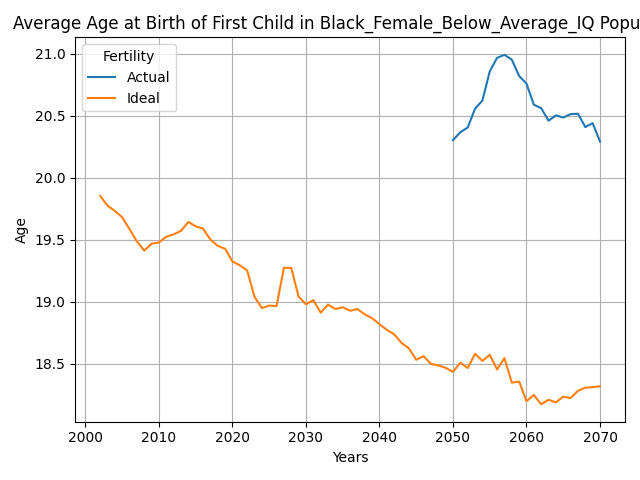 Average Age at Birth of First Child in Black_Female_Below_Average_IQ Popu
Fertility
Actual
Ideal
21.0
20.5
20.0
19.5
19.0
18.5
Age
2000 2010 2020 2030 2040 2050 2060 2070
Years